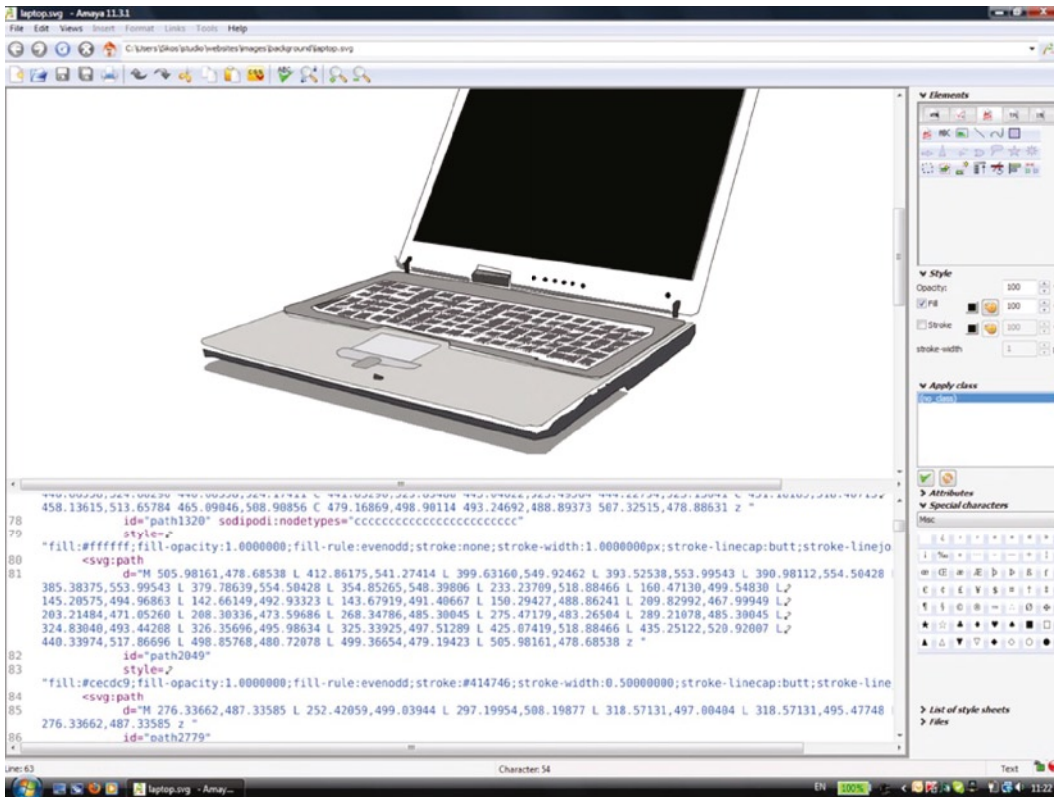 laptop.svg - Amaya 11.3.1
File Edit Views Insert Format Links Tools Help
Elements
Style
Opacity: 100
Fill 100
Stroke 100
stroke-width 1
Apply class
(no_class)
Attributes
Special characters
Misc
List of style sheets
Files
458.13615,513.65784 465.09046,508.90856 C 479.16869,498.90114 493.24692,488.89373 507.32515,478.88631 z "
78 id="path1320" sodipodi:nodetypes="cccccccccccccccccccccccccc"
79 style=
"fill:#ffffff;fill-opacity:1.0000000;fill-rule:evenodd;stroke:none;stroke-width:1.0000000px;stroke-linecap:butt;stroke-linejo
80 <svg:path
81 d="M 505.98161,478.68538 L 412.86175,541.27414 L 399.63160,549.92462 L 393.52538,553.99543 L 390.98112,554.50428 L
385.38375,553.99543 L 379.78639,554.50428 L 354.85265,548.39806 L 233.23709,518.88466 L 160.47130,499.54830 L
145.20575,494.96863 L 142.66149,492.93323 L 143.67919,491.40667 L 150.29427,488.86241 L 209.82992,467.99949 L
203.21484,471.05260 L 208.30336,473.59686 L 268.34786,485.30045 L 275.47179,483.26504 L 289.21078,485.80930 L
324.83040,493.44208 L 326.35696,495.98634 L 325.33925,497.51289 L 425.07419,518.88466 L 435.25122,520.92007 L
440.33974,517.86696 L 498.85768,480.72078 L 499.36654,479.19423 L 505.98161,478.68538 z "
82 id="path2049"
83 style=
"fill:#cecdc9;fill-opacity:1.0000000;fill-rule:evenodd;stroke:#414746;stroke-width:0.50000000;stroke-linecap:butt;stroke-line
84 <svg:path
85 d="M 276.33662,487.33585 L 252.42059,499.03944 L 297.19954,508.19877 L 318.57131,497.00404 L 318.57131,495.47748 L
276.33662,487.33585 z "
86 id="path2779"
Line: 63 Character: 54 Text
laptop.svg - Amay... EN 100% 11:22